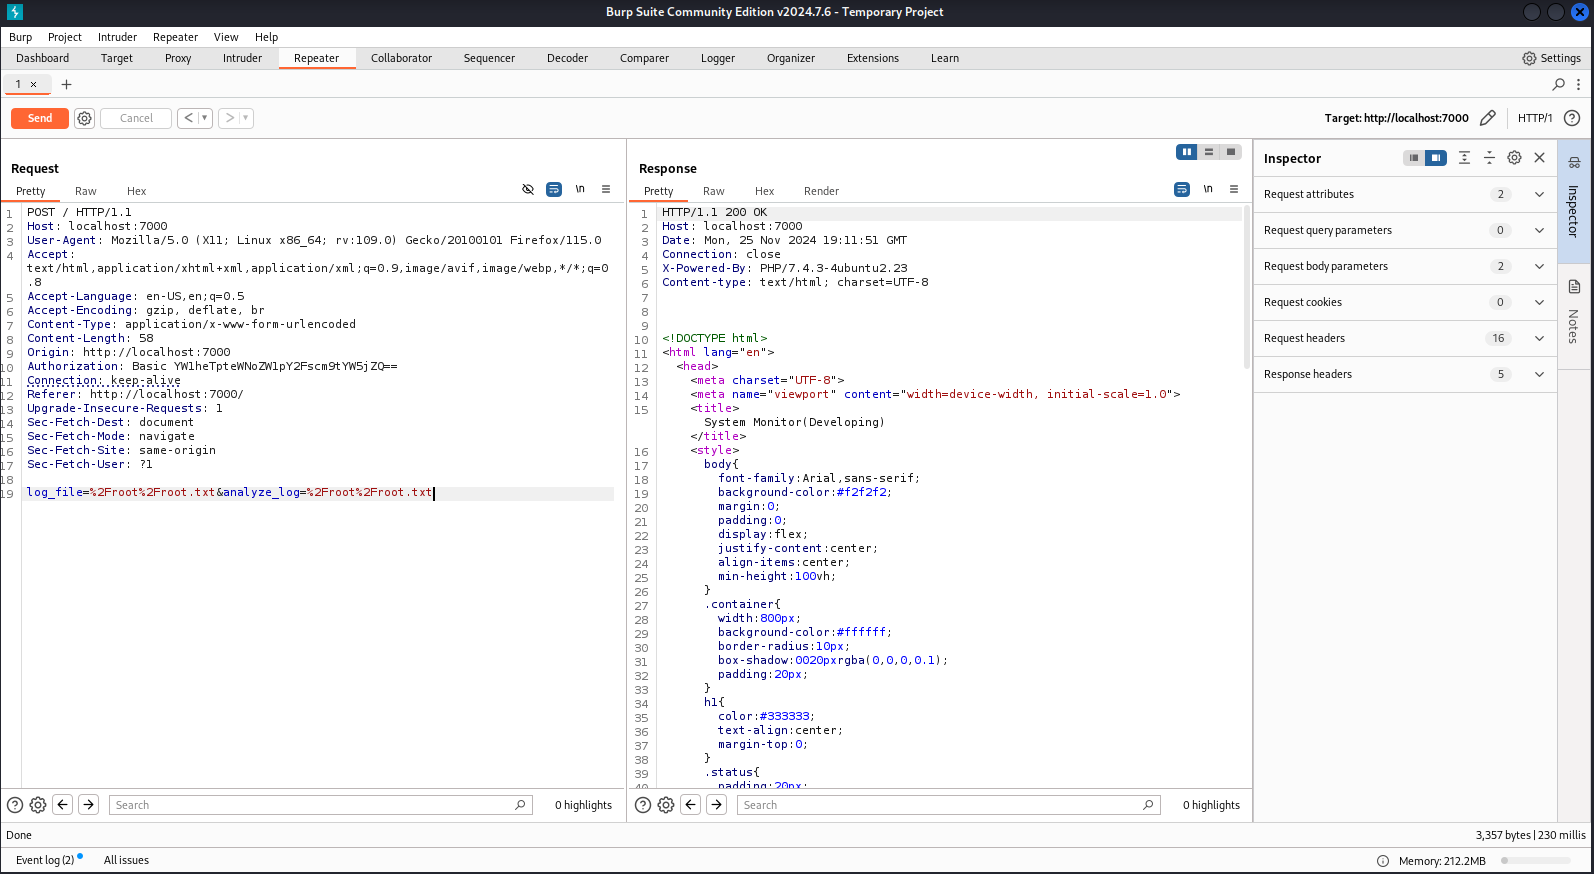 Burp Suite Community Edition v2024.7.6 - Temporary Project
Burp Project Intruder Repeater View Help
Dashboard Target Proxy Intruder Repeater Collaborator Sequencer Decoder Comparer Logger Organizer Extensions Learn Settings
1 × +
Send Cancel < > Target: http://localhost:7000 HTTP/1
Request
Pretty Raw Hex \n
1 POST / HTTP/1.1
2 Host: localhost:7000
3 User-Agent: Mozilla/5.0 (X11; Linux x86_64; rv:109.0) Gecko/20100101 Firefox/115.0
4 Accept:
text/html,application/xhtml+xml,application/xml;q=0.9,image/avif,image/webp,*/*;q=0
.8
5 Accept-Language: en-US,en;q=0.5
6 Accept-Encoding: gzip, deflate, br
7 Content-Type: application/x-www-form-urlencoded
8 Content-Length: 58
9 Origin: http://localhost:7000
10 Authorization: Basic YW1heTpteWNoZW1pY2Fscm9tYW5jZQ==
11 Connection: keep-alive
12 Referer: http://localhost:7000/
13 Upgrade-Insecure-Requests: 1
14 Sec-Fetch-Dest: document
15 Sec-Fetch-Mode: navigate
16 Sec-Fetch-Site: same-origin
17 Sec-Fetch-User: ?1
18
19 log_file=%2Froot%2Froot.txt&analyze_log=%2Froot%2Froot.txt
Search 0 highlights
Response
Pretty Raw Hex Render \n
1 HTTP/1.1 200 OK
2 Host: localhost:7000
3 Date: Mon, 25 Nov 2024 19:11:51 GMT
4 Connection: close
5 X-Powered-By: PHP/7.4.3-4ubuntu2.23
6 Content-type: text/html; charset=UTF-8
7
8
9
10 <!DOCTYPE html>
11 <html lang="en">
12 <head>
13 <meta charset="UTF-8">
14 <meta name="viewport" content="width=device-width, initial-scale=1.0">
15 <title>
System Monitor(Developing)
</title>
16 <style>
17 body{
18 font-family:Arial,sans-serif;
19 background-color:#f2f2f2;
20 margin:0;
21 padding:0;
22 display:flex;
23 justify-content:center;
24 align-items:center;
25 min-height:100vh;
26 }
27 .container{
28 width:800px;
29 background-color:#ffffff;
30 border-radius:10px;
31 box-shadow:0020pxrgba(0,0,0,0.1);
32 padding:20px;
33 }
34 h1{
35 color:#333333;
36 text-align:center;
37 margin-top:0;
38 }
39 .status{
40 padding:20px;
Search 0 highlights
Inspector
Request attributes 2
Request query parameters 0
Request body parameters 2
Request cookies 0
Request headers 16
Response headers 5
Inspector
Notes
Done 3,357 bytes | 230 millis
Event log (2) All issues Memory: 212.2MB